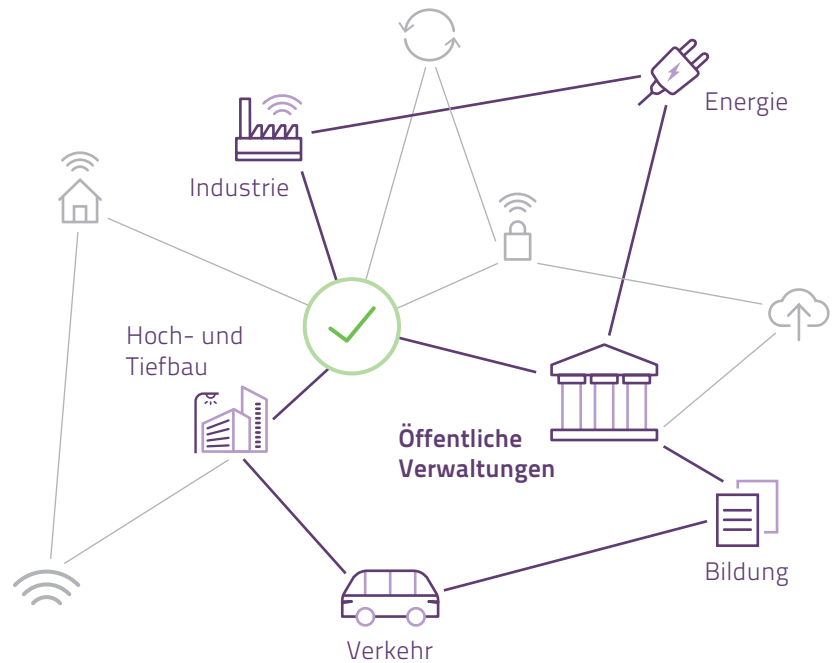 Energie
Industrie
Hoch- und
Tiefbau
Öffentliche
Verwaltungen
Bildung
Verkehr